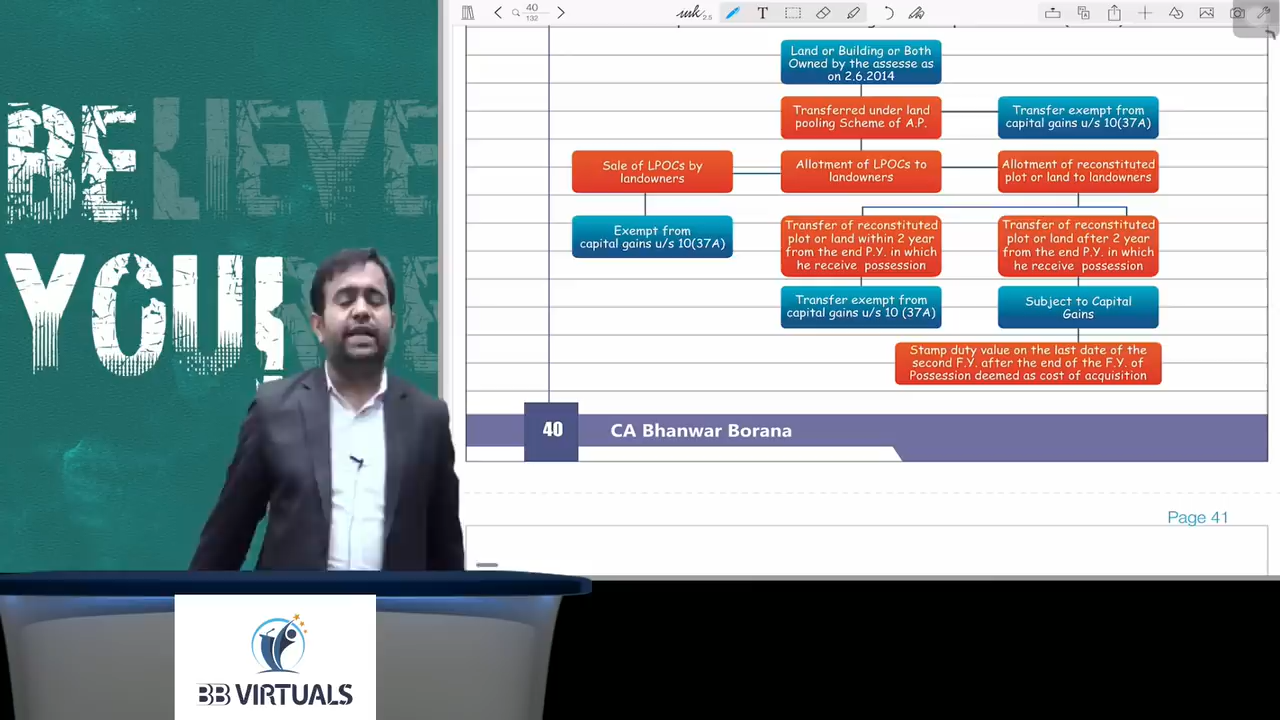 BELIEVE
YOU!
40
132
2.5
T
Land or Building or Both
Owned by the assesse as
on 2.6.2014
Transferred under land
pooling Scheme of A.P.
Transfer exempt from
capital gains u/s 10(37A)
Sale of LPOCs by
landowners
Allotment of LPOCs to
landowners
Allotment of reconstituted
plot or land to landowners
Exempt from
capital gains u/s 10(37A)
Transfer of reconstituted
plot or land within 2 year
from the end P.Y. in which
he receive possession
Transfer of reconstituted
plot or land after 2 year
from the end P.Y. in which
he receive possession
Transfer exempt from
capital gains u/s 10 (37A)
Subject to Capital
Gains
Stamp duty value on the last date of the
second F.Y. after the end of the F.Y. of
Possession deemed as cost of acquisition
40
CA Bhanwar Borana
Page 41
BB VIRTUALS